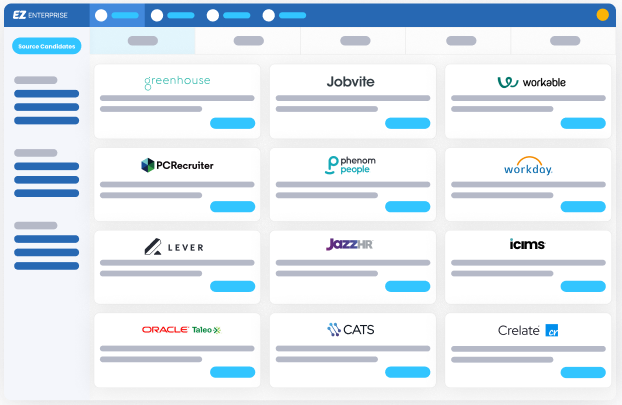 EZ ENTERPRISE
Source Candidates
greenhouse
Jobvite
workable
PCRecruiter
phenom
people
workday.
LEVER
JazzHR
icims
ORACLE Taleo
CATS
Crelate cr